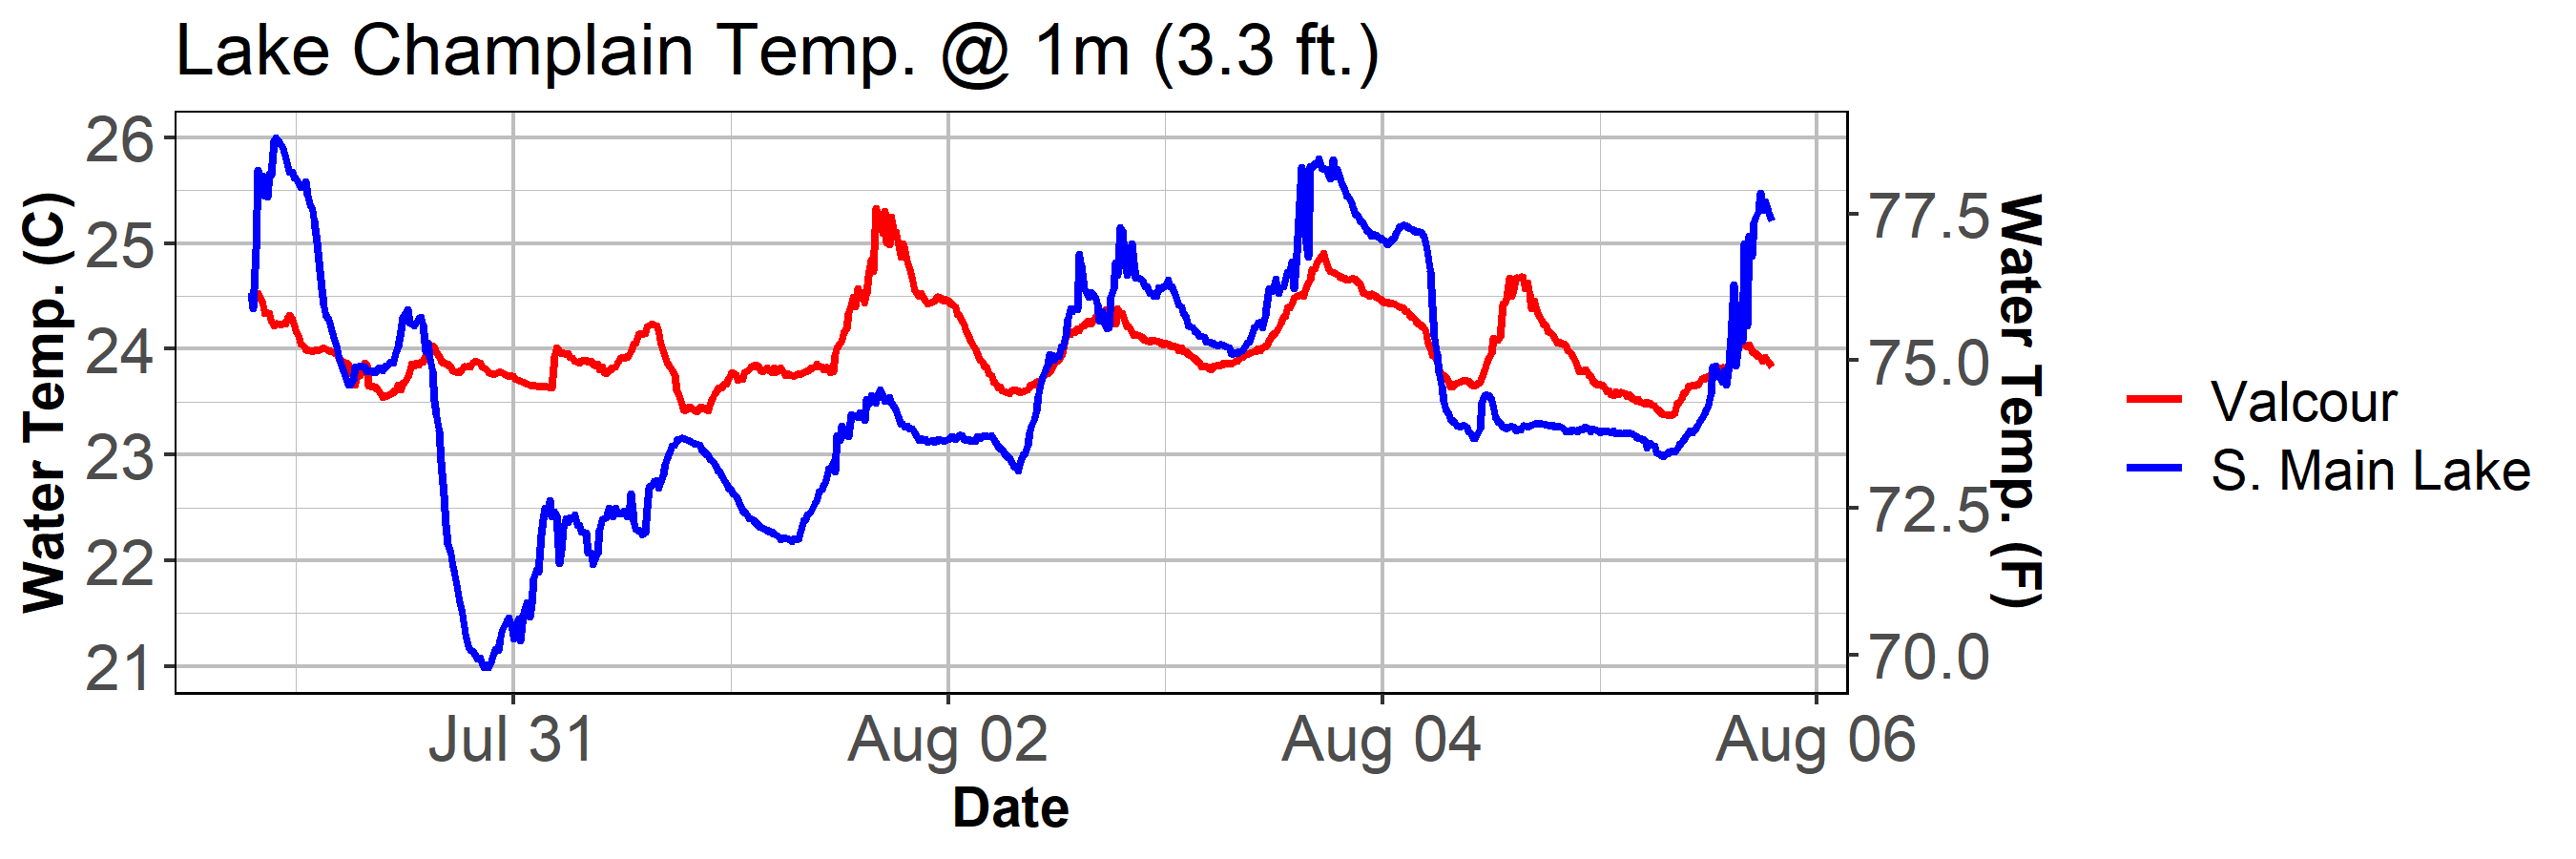 Lake Champlain Temp. @ 1m (3.3 ft.)
Water Temp. (C)
26
25
24
23
22
21
77.5
75.0
72.5
70.0
Water Temp. (F)
Jul 31
Aug 02
Aug 04
Aug 06
Date
Valcour
S. Main Lake